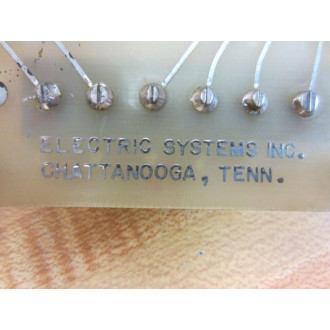 ELECTRIC SYSTEMS INC.
CHATTANOOGA, TENN.